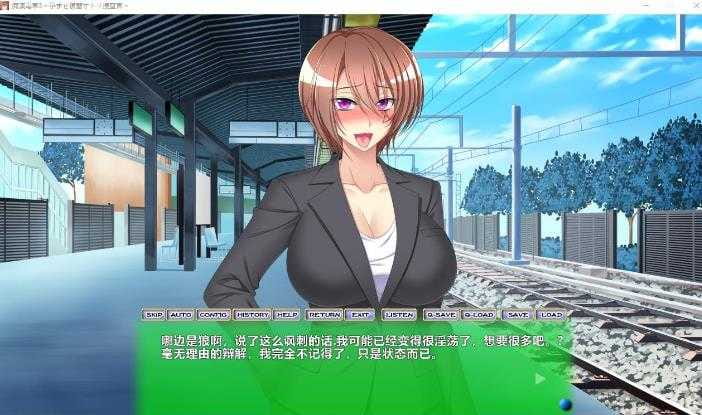 SKIP AUTO CONFIG HISTORY HELP RETURN EXIT LISTEN Q-SAVE Q-LOAD SAVE LOAD
哪边是狼啊，说了这么讽刺的话,我可能已经变得很淫荡了，想要很多吧。？
毫无理由的辩解，我完全不记得了，只是状态而已。